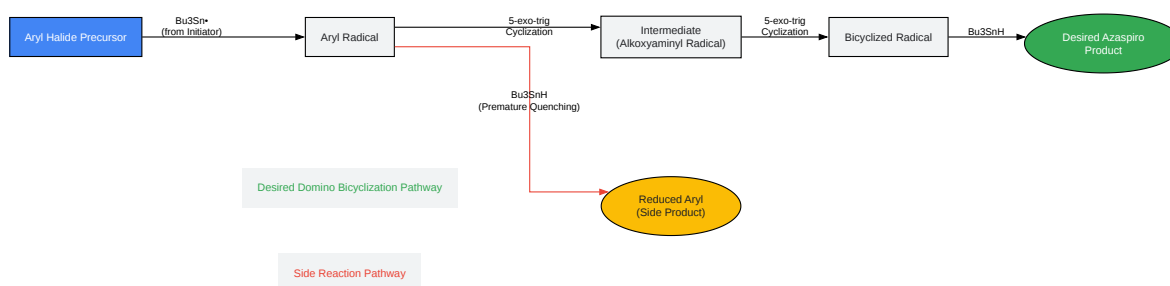 Aryl Halide Precursor
Bu3Sn•
(from Initiator)
Aryl Radical
5-exo-trig
Cyclization
Intermediate
(Alkoxyaminyl Radical)
5-exo-trig
Cyclization
Bicyclized Radical
Bu3SnH
Desired Azaspiro
Product
Bu3SnH
(Premature Quenching)
Desired Domino Bicyclization Pathway
Reduced Aryl
(Side Product)
Side Reaction Pathway